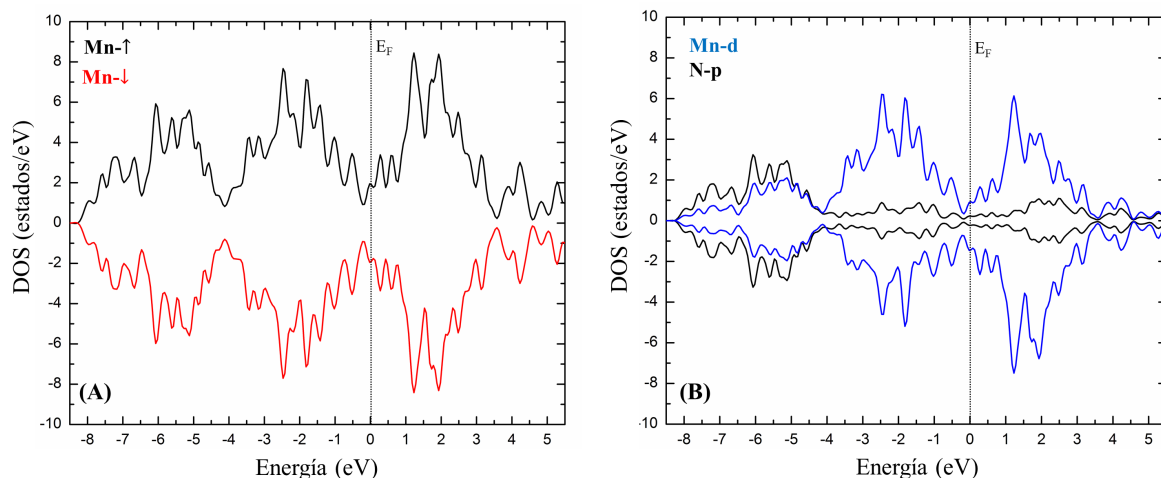 10
8
6
4
2
0
-2
-4
-6
-8
-10
DOS (estados/eV)
Mn-↑
Mn-↓
E_F
(A)
-8 -7 -6 -5 -4 -3 -2 -1 0 1 2 3 4 5
Energía (eV)
10
8
6
4
2
0
-2
-4
-6
-8
-10
DOS (estados/eV)
Mn-d
N-p
E_F
(B)
-8 -7 -6 -5 -4 -3 -2 -1 0 1 2 3 4 5
Energía (eV)